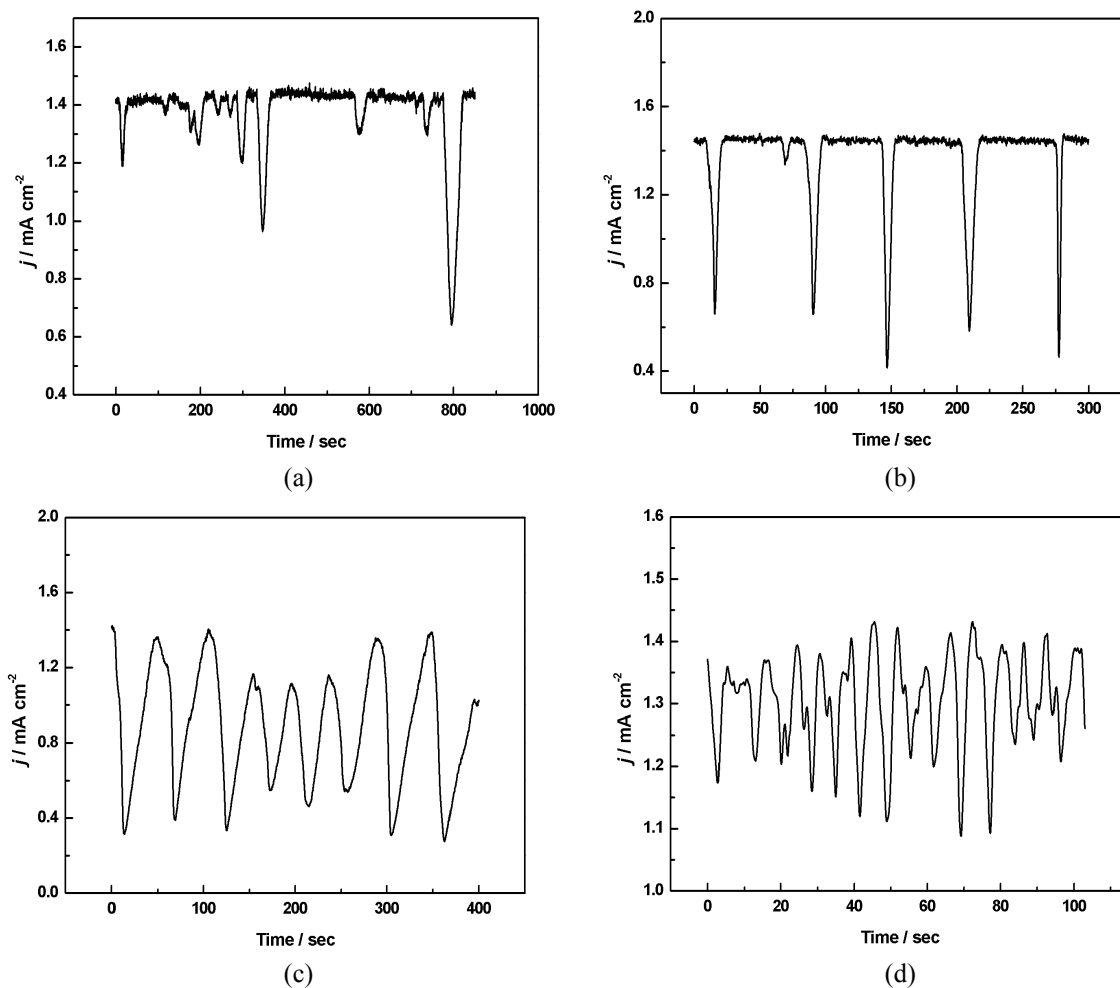 1.6
1.4
1.2
1.0
0.8
0.6
0.4
j / mA cm-2
0 200 400 600 800 1000
Time / sec
(a)
2.0
1.6
1.2
0.8
0.4
j / mA cm-2
0 50 100 150 200 250 300
Time / sec
(b)
2.0
1.6
1.2
0.8
0.4
0.0
j / mA cm-2
0 100 200 300 400
Time / sec
(c)
1.6
1.5
1.4
1.3
1.2
1.1
1.0
j / mA cm-2
0 20 40 60 80 100
Time / sec
(d)